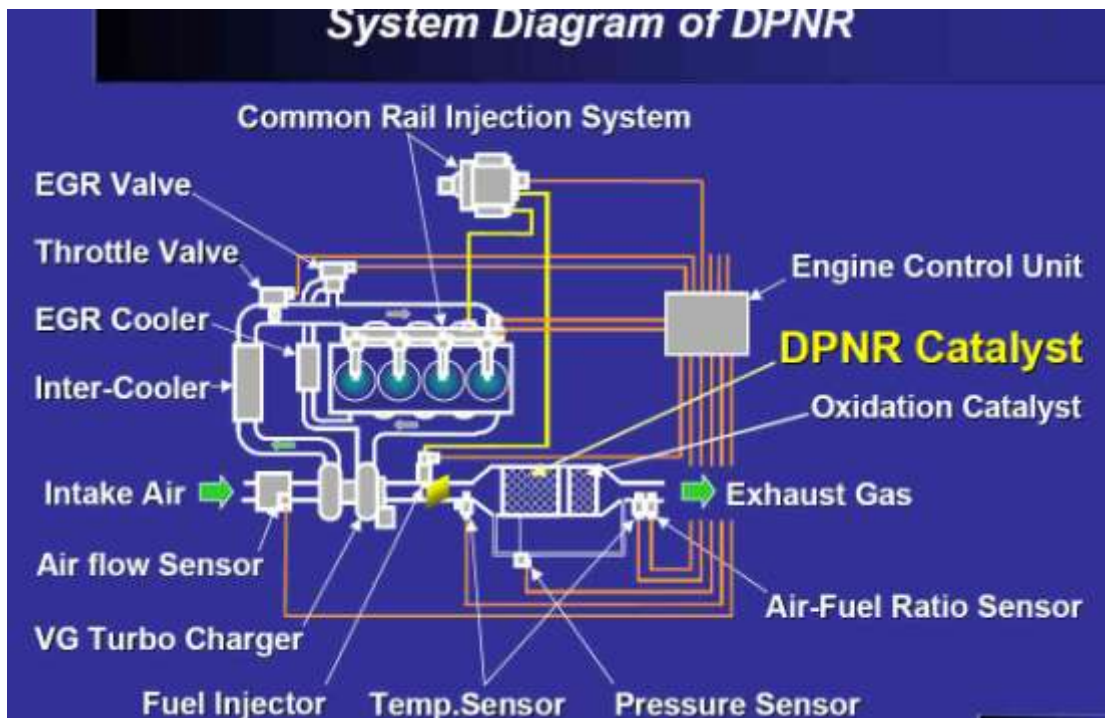 System Diagram of DPNR
Common Rail Injection System
EGR Valve
Throttle Valve
Engine Control Unit
EGR Cooler
DPNR Catalyst
Inter-Cooler
Oxidation Catalyst
Intake Air
Exhaust Gas
Air flow Sensor
Air-Fuel Ratio Sensor
VG Turbo Charger
Fuel Injector
Temp.Sensor
Pressure Sensor